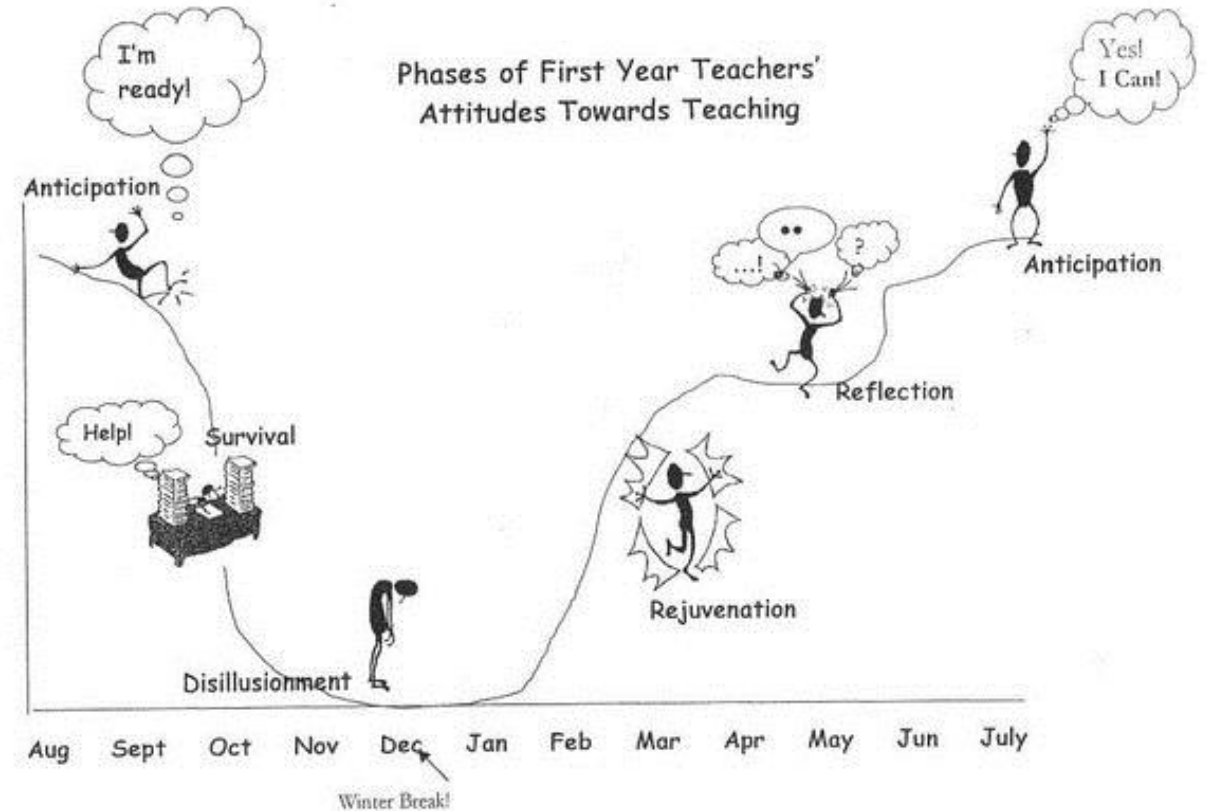 I'm
ready!
Phases of First Year Teachers'
Attitudes Towards Teaching
Yes!
I Can!
Anticipation
...!
?
Anticipation
Reflection
Help!
Survival
Rejuvenation
Disillusionment
Aug Sept Oct Nov Dec Jan Feb Mar Apr May Jun July
Winter Break!